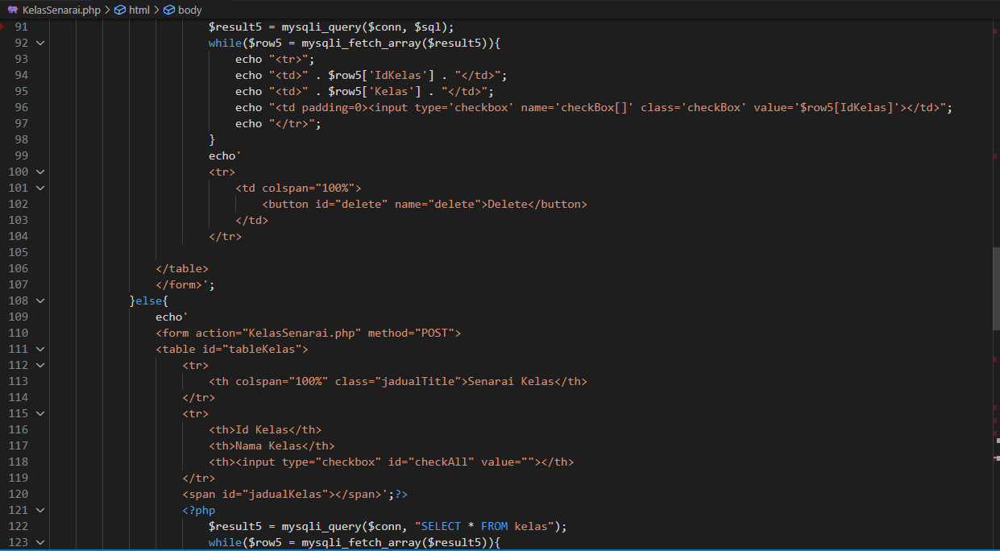 KelasSenarai.php > html > body
91 $result5 = mysqli_query($conn, $sql);
92 while($row5 = mysqli_fetch_array($result5)){
93 echo "<tr>";
94 echo "<td>" . $row5['IdKelas'] . "</td>";
95 echo "<td>" . $row5['Kelas'] . "</td>";
96 echo "<td padding=0><input type='checkbox' name='checkBox[]' class='checkBox' value='$row5[IdKelas]'></td>";
97 echo "</tr>";
98 }
99 echo'
100 <tr>
101 <td colspan="100%">
102 <button id="delete" name="delete">Delete</button>
103 </td>
104 </tr>
105
106 </table>
107 </form>';
108 }else{
109 echo'
110 <form action="KelasSenarai.php" method="POST">
111 <table id="tableKelas">
112 <tr>
113 <th colspan="100%" class="jadualTitle">Senarai Kelas</th>
114 </tr>
115 <tr>
116 <th>Id Kelas</th>
117 <th>Nama Kelas</th>
118 <th><input type="checkbox" id="checkAll" value=""></th>
119 </tr>
120 <span id="jadualKelas"></span>';?>
121 <?php
122 $result5 = mysqli_query($conn, "SELECT * FROM kelas");
123 while($row5 = mysqli_fetch_array($result5)){